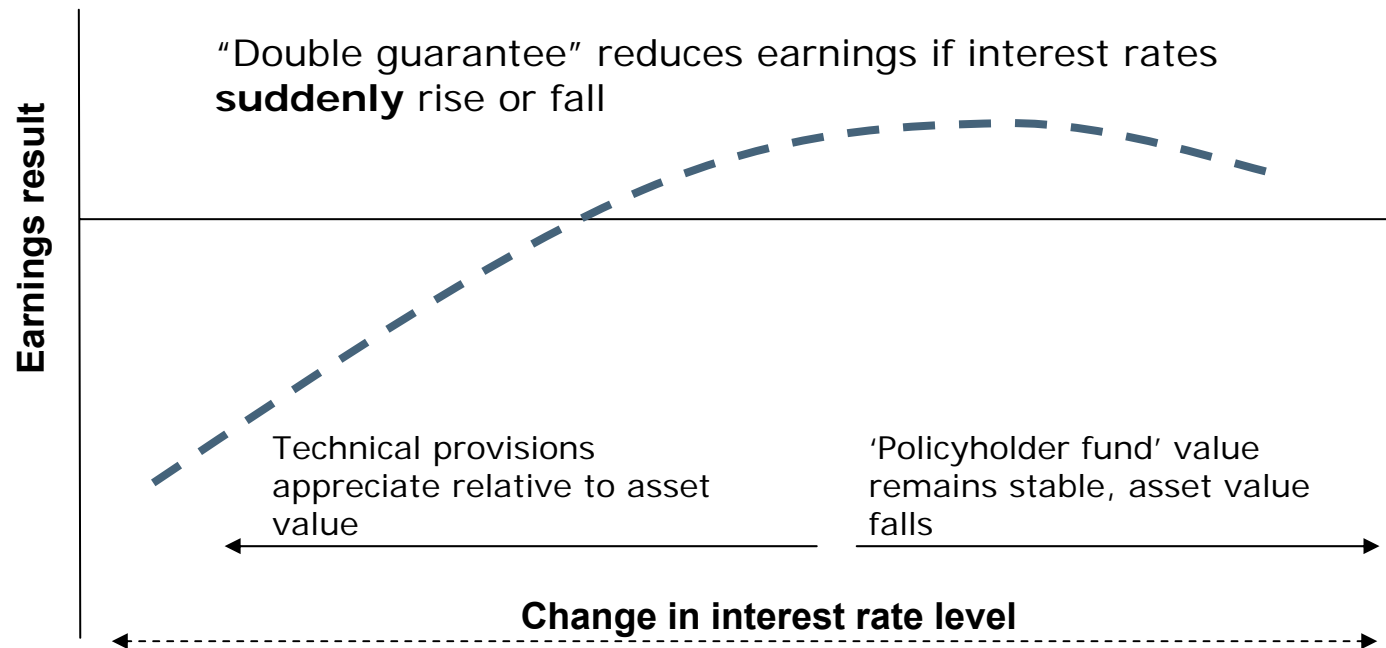 “Double guarantee” reduces earnings if interest rates
suddenly rise or fall
Earnings result
Technical provisions
appreciate relative to asset
value
‘Policyholder fund’ value
remains stable, asset value
falls
Change in interest rate level